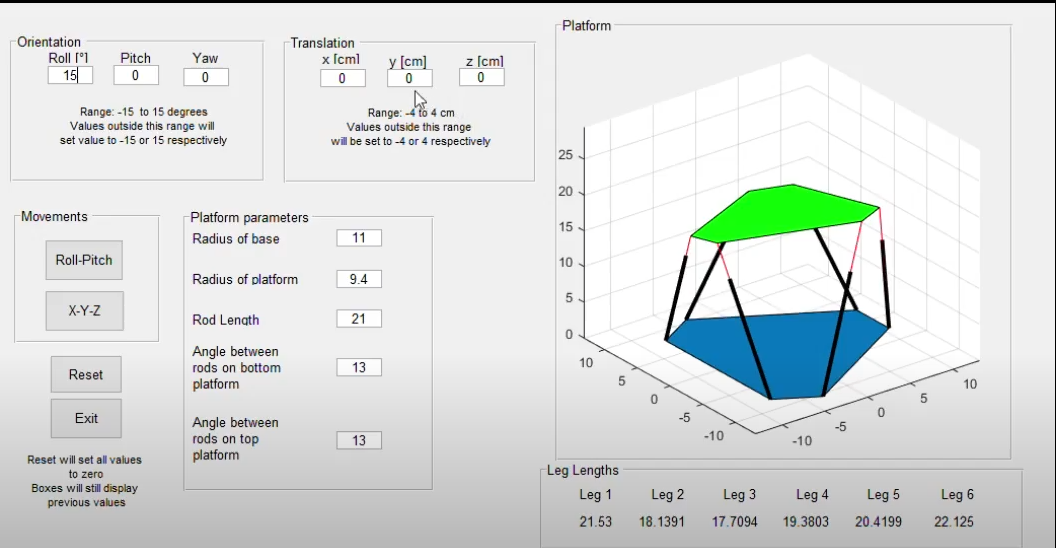 Orientation
Roll [°] Pitch Yaw
15 0 0
Range: -15 to 15 degrees
Values outside this range will
set value to -15 or 15 respectively
Translation
x [cm] y [cm] z [cm]
0 0 0
Range: -4 to 4 cm
Values outside this range
will be set to -4 or 4 respectively
Movements
Roll-Pitch
X-Y-Z
Reset
Exit
Reset will set all values
to zero
Boxes will still display
previous values
Platform parameters
Radius of base 11
Radius of platform 9.4
Rod Length 21
Angle between
rods on bottom 13
platform
Angle between
rods on top 13
platform
Platform
25
20
15
10
5
0
10
5
0
-5
-10
-10
-5
0
5
10
Leg Lengths
Leg 1 Leg 2 Leg 3 Leg 4 Leg 5 Leg 6
21.53 18.1391 17.7094 19.3803 20.4199 22.125